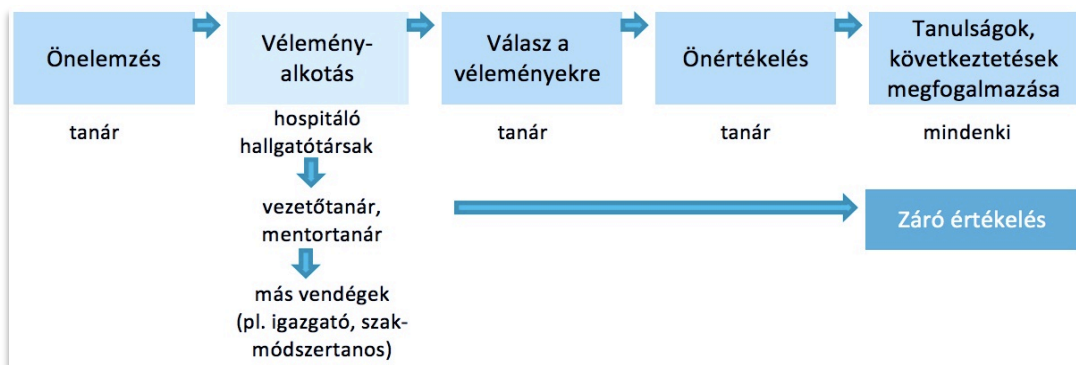 Önelemzés
Vélemény-
alkotás
Válasz a
véleményekre
Önértékelés
Tanulságok,
következtetések
megfogalmazása
tanár
hospitáló
hallgatótársak
tanár
tanár
mindenki
vezetőtanár,
mentortanár
Záró értékelés
más vendégek
(pl. igazgató, szak-
módszertanos)